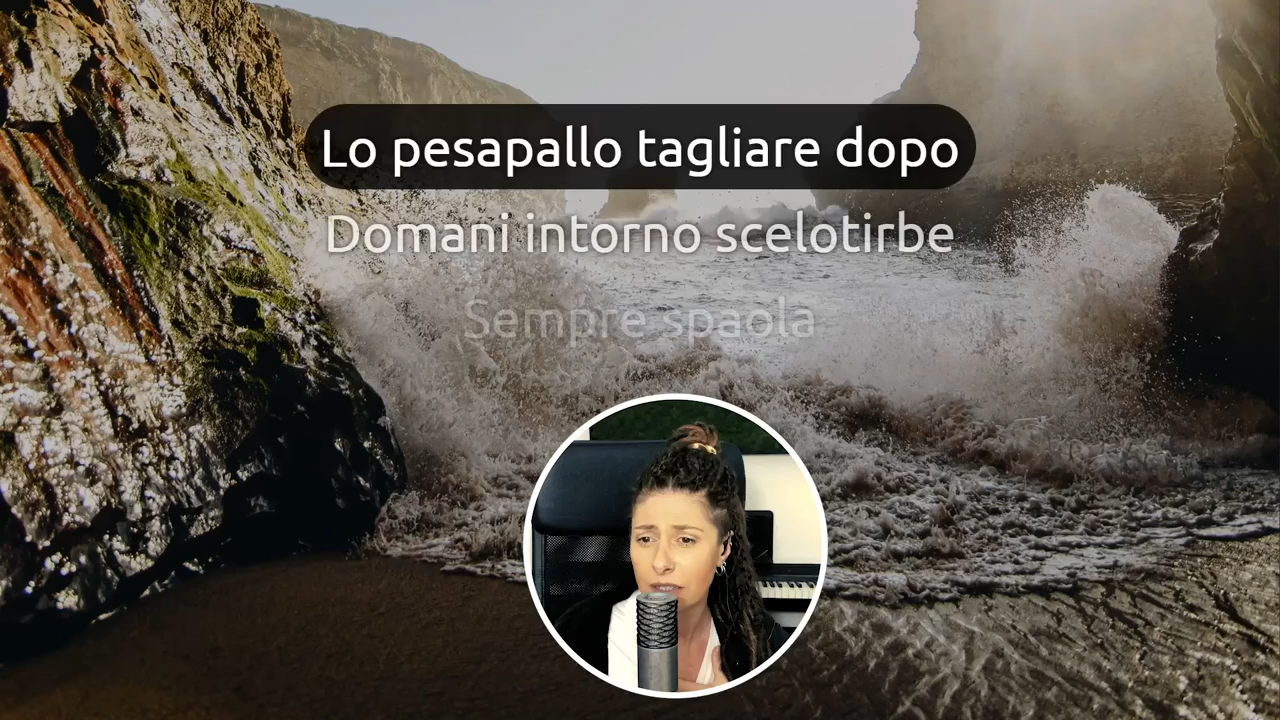 Lo pesapallo tagliare dopo
Domani intorno scelotirbe
Sempre spaola